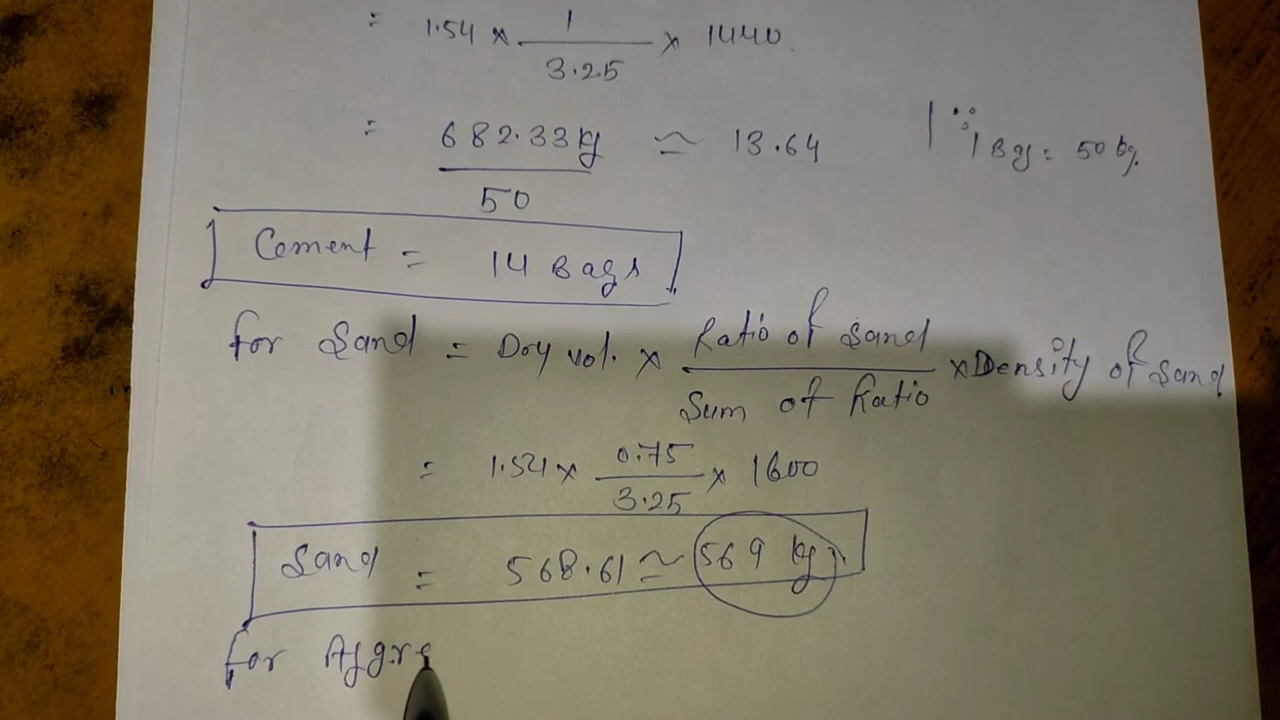 = 1.54 × 1/3.25 × 1440
= 682.33kg/50 ≃ 13.64 | ∵ 1 Bag = 50 kg.
Cement = 14 Bags
for Sand = Dry vol. × Ratio of Sand/Sum of Ratio × Density of Sand
= 1.54 × 0.75/3.25 × 1600
Sand = 568.61 ≃ 569 kg.
for Aggre